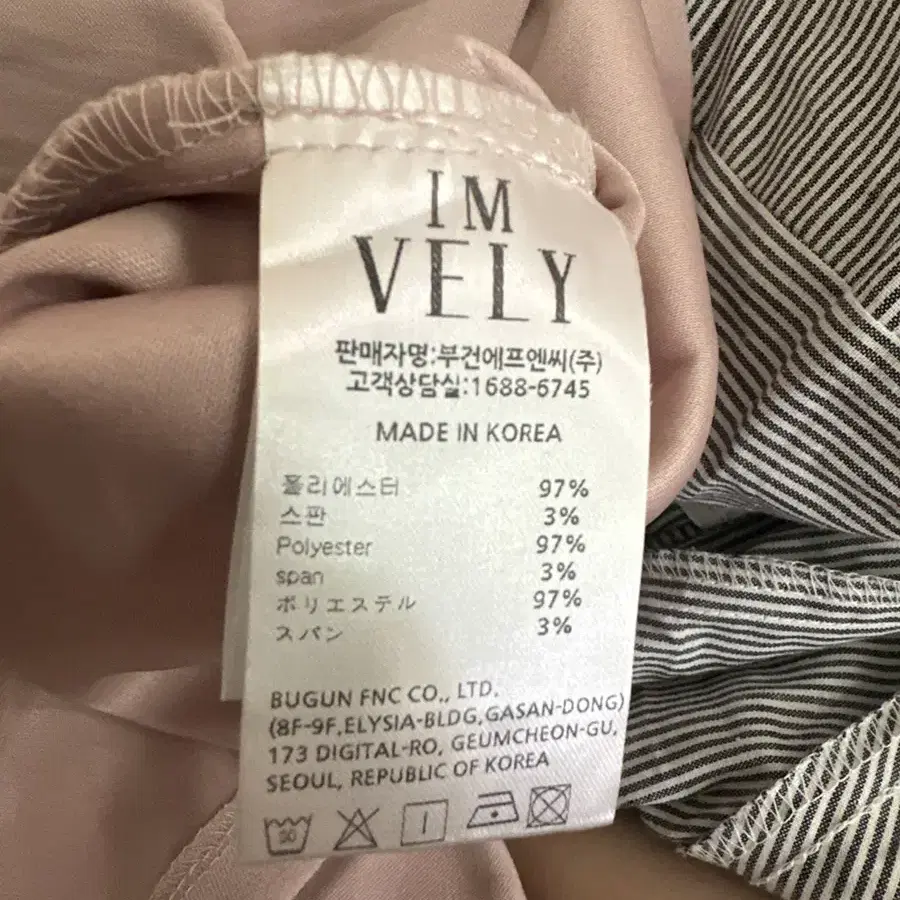 IM
VELY
판매자명:부건에프엔씨(주)
고객상담실:1688-6745
MADE IN KOREA
폴리에스터 97%
스판 3%
Polyester 97%
span 3%
ポリエステル 97%
スパン 3%
BUGUN FNC CO., LTD.
(8F-9F,ELYSIA-BLDG,GASAN-DONG)
173 DIGITAL-RO, GEUMCHEON-GU,
SEOUL, REPUBLIC OF KOREA
30